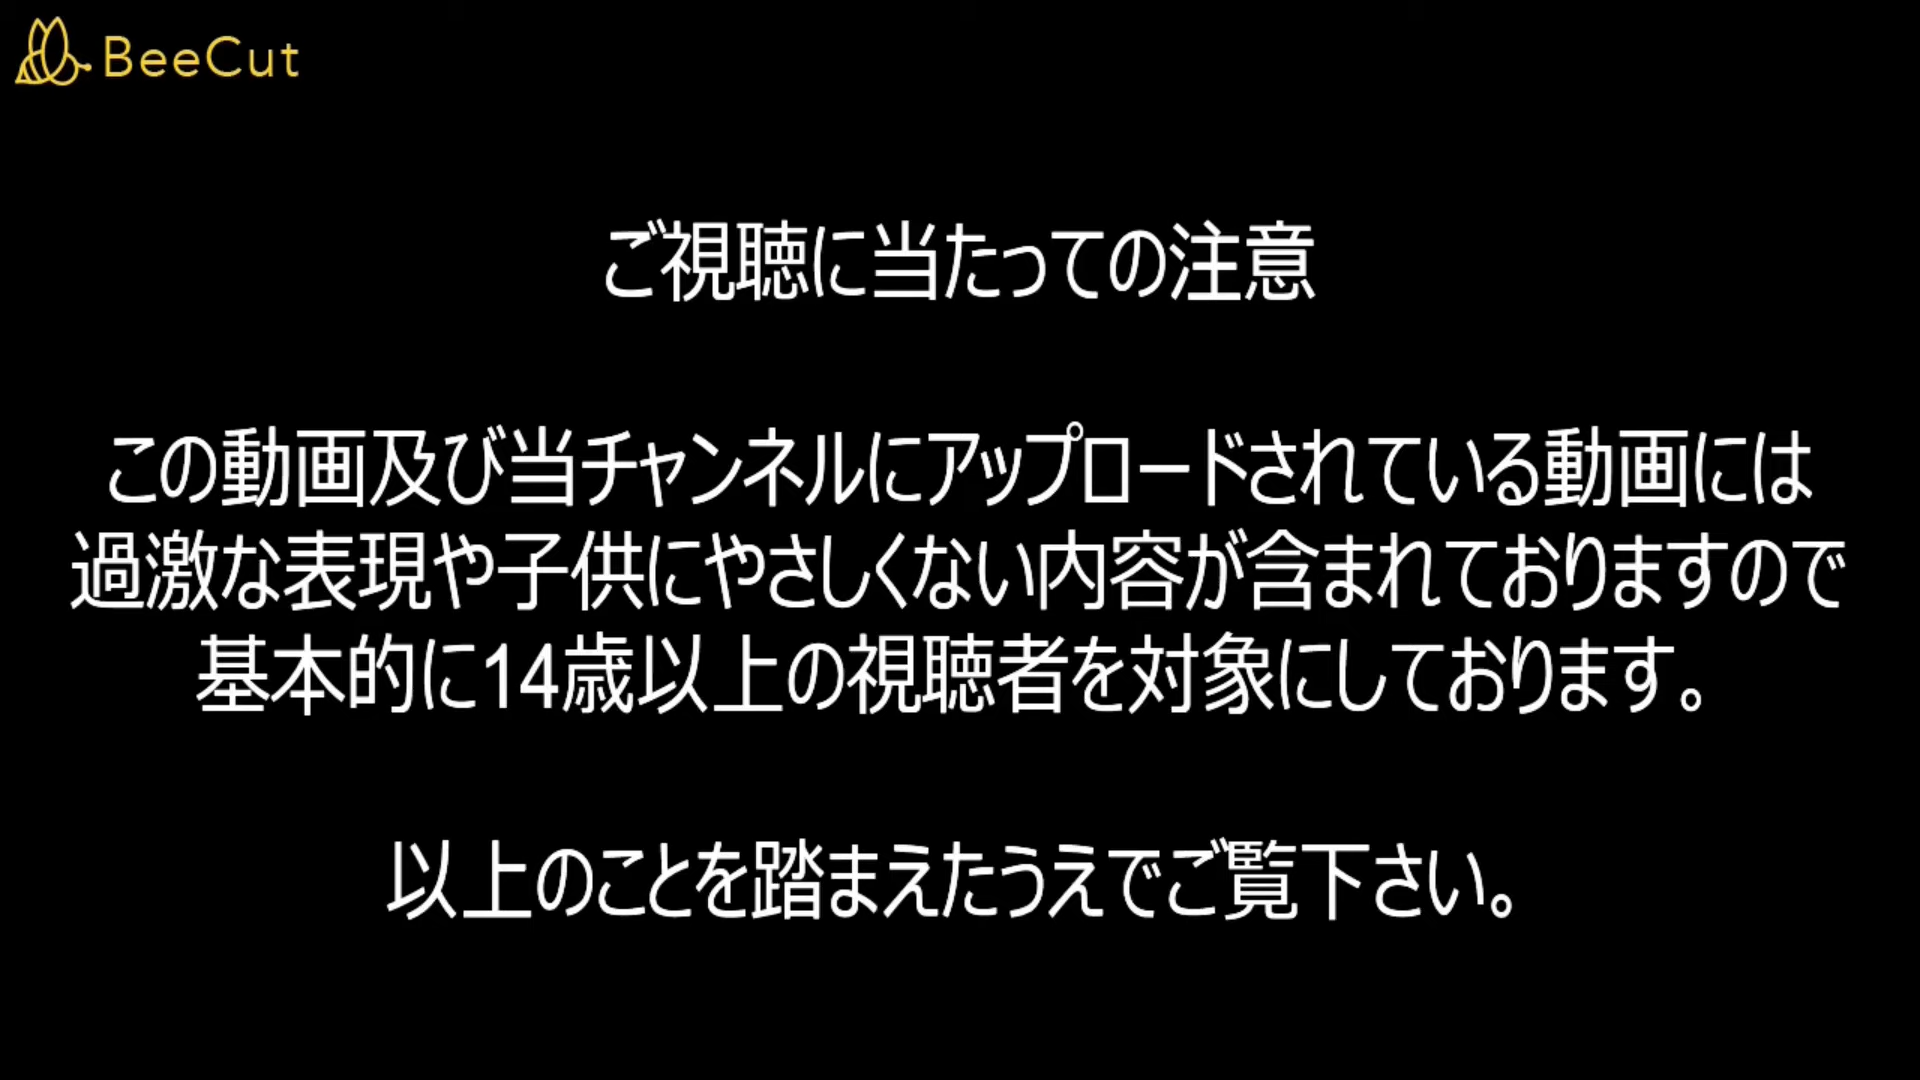 BeeCut
ご視聴に当たっての注意
この動画及び当チャンネルにアップロードされている動画には
過激な表現や子供にやさしくない内容が含まれておりますので
基本的に14歳以上の視聴者を対象にしております。
以上のことを踏まえたうえでご覧下さい。